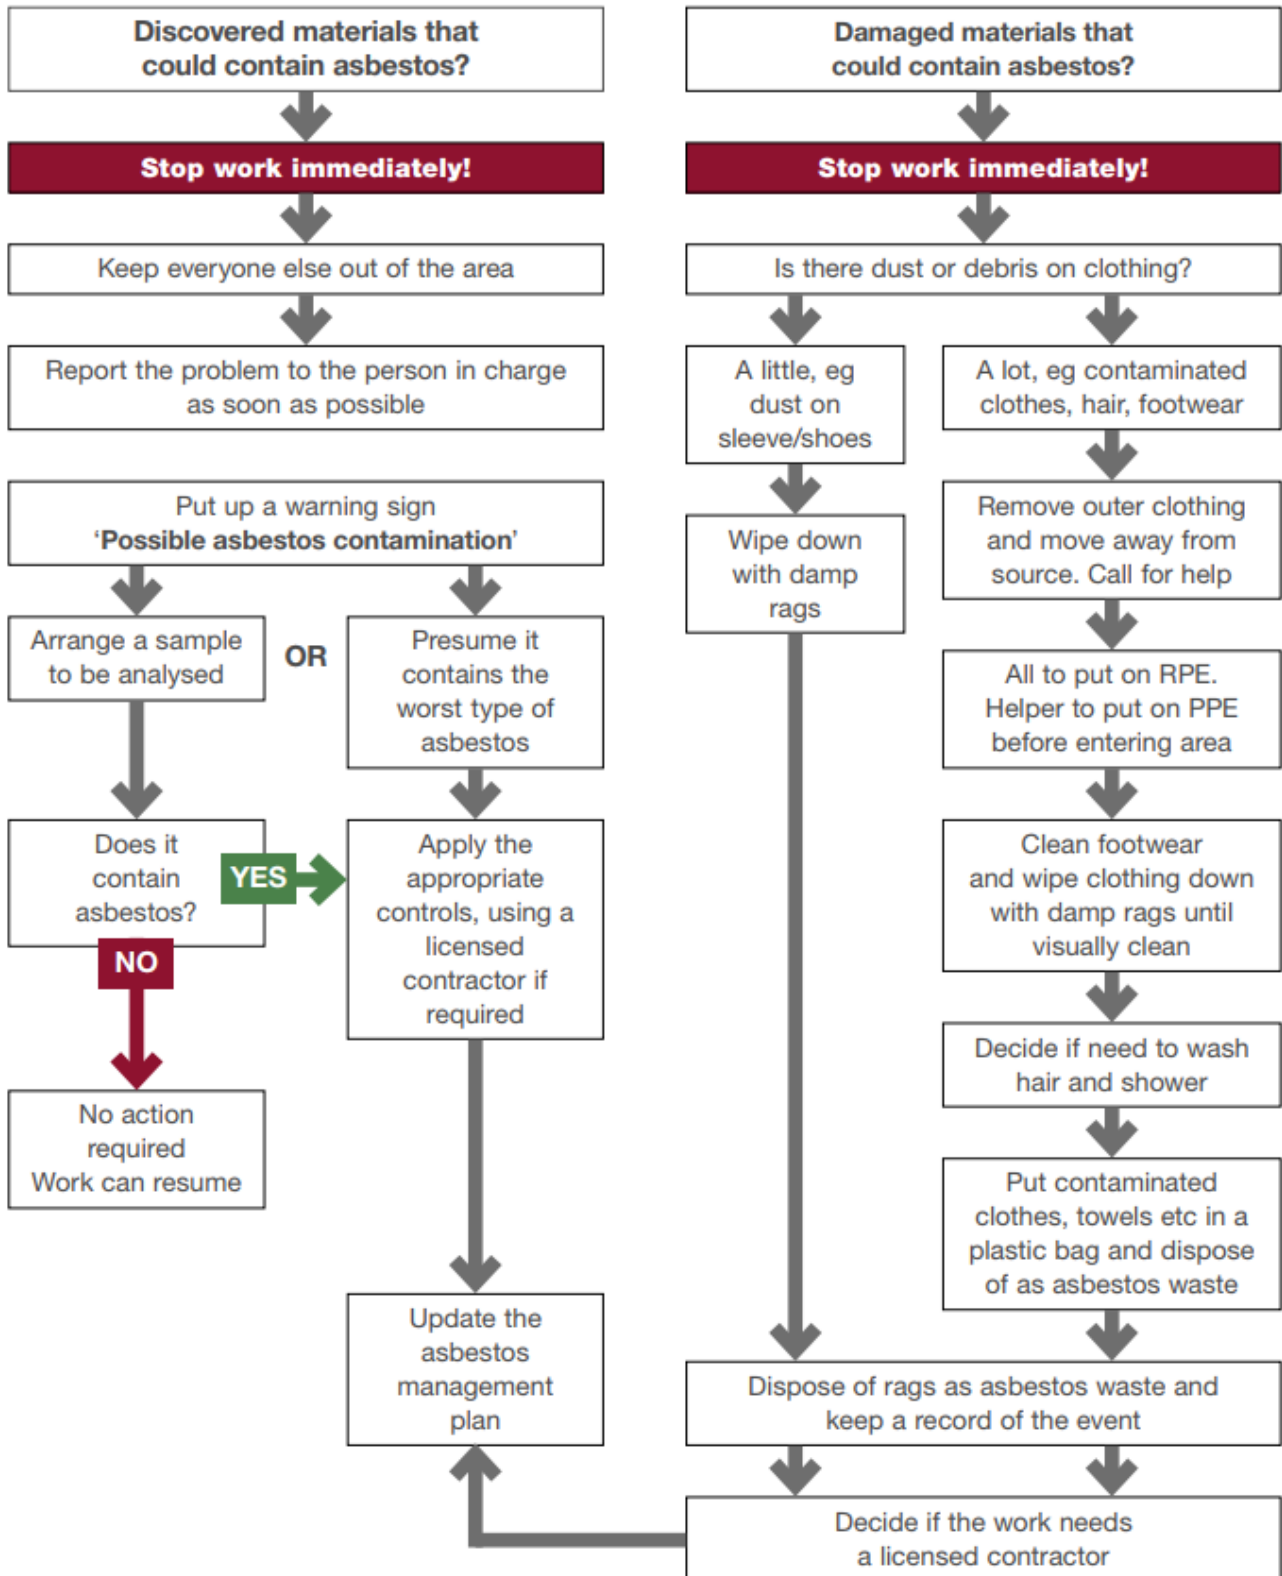 Discovered materials that
could contain asbestos?
Stop work immediately!
Keep everyone else out of the area
Report the problem to the person in charge
as soon as possible
Put up a warning sign
‘Possible asbestos contamination’
Arrange a sample
to be analysed
OR
Presume it
contains the
worst type of
asbestos
Does it
contain
asbestos?
YES
NO
Apply the
appropriate
controls, using a
licensed
contractor if
required
No action
required
Work can resume
Update the
asbestos
management
plan
Damaged materials that
could contain asbestos?
Stop work immediately!
Is there dust or debris on clothing?
A little, eg
dust on
sleeve/shoes
Wipe down
with damp
rags
A lot, eg contaminated
clothes, hair, footwear
Remove outer clothing
and move away from
source. Call for help
All to put on RPE.
Helper to put on PPE
before entering area
Clean footwear
and wipe clothing down
with damp rags until
visually clean
Decide if need to wash
hair and shower
Put contaminated
clothes, towels etc in a
plastic bag and dispose
of as asbestos waste
Dispose of rags as asbestos waste and
keep a record of the event
Decide if the work needs
a licensed contractor